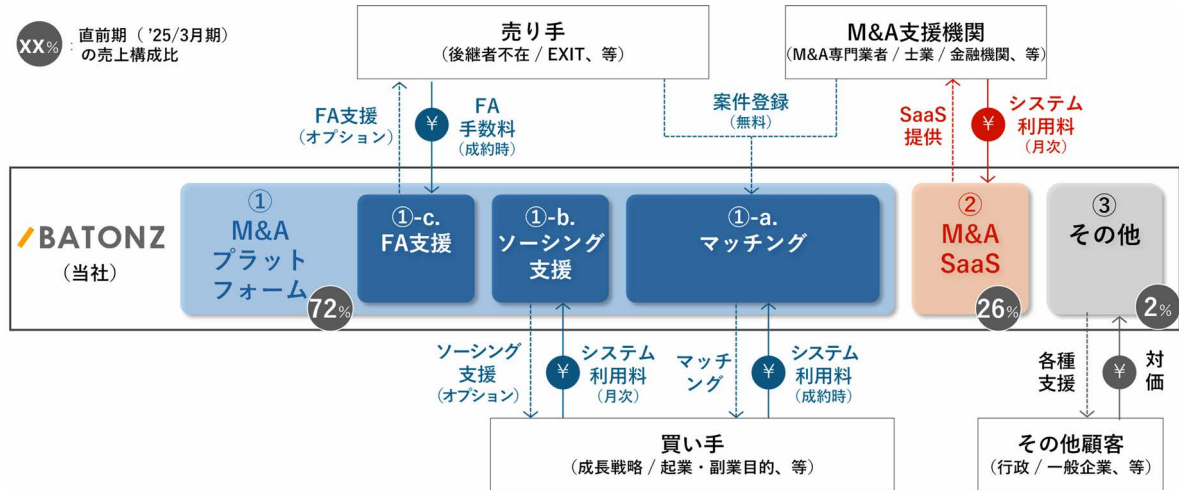 XX%
: 直前期（ '25/3月期）
の売上構成比
売り手
(後継者不在 / EXIT、等)
M&A支援機関
(M&A専門業者 / 士業 / 金融機関、等)
FA支援
(オプション)
¥
FA
手数料
(成約時)
案件登録
(無料)
SaaS
提供
¥
システム
利用料
(月次)
BATONZ
(当社)
①
M&A
プラット
フォーム
72%
①-c.
FA支援
①-b.
ソーシング
支援
①-a.
マッチング
②
M&A
SaaS
26%
③
その他
2%
ソーシング
支援
(オプション)
¥
システム
利用料
(月次)
マッチ
ング
¥
システム
利用料
(成約時)
各種
支援
¥
対
価
買い手
(成長戦略 / 起業・副業目的、等)
その他顧客
(行政 / 一般企業、等)